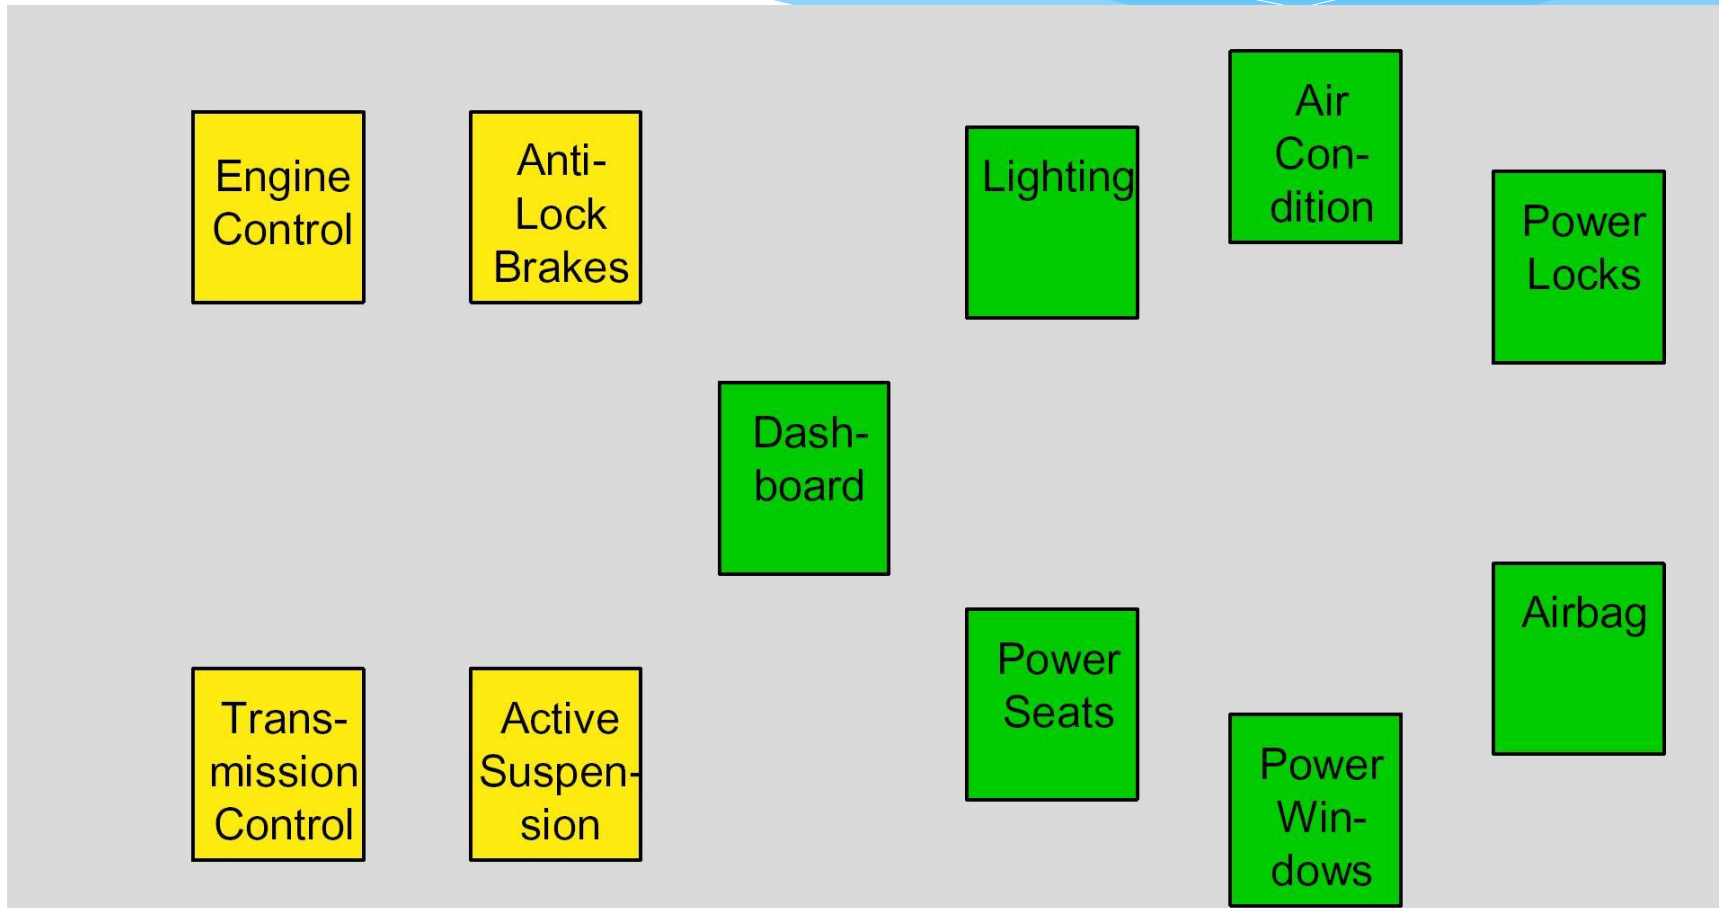 Engine
Control
Anti-
Lock
Brakes
Lighting
Air
Con-
dition
Power
Locks
Dash-
board
Trans-
mission
Control
Active
Suspen-
sion
Power
Seats
Power
Win-
dows
Airbag